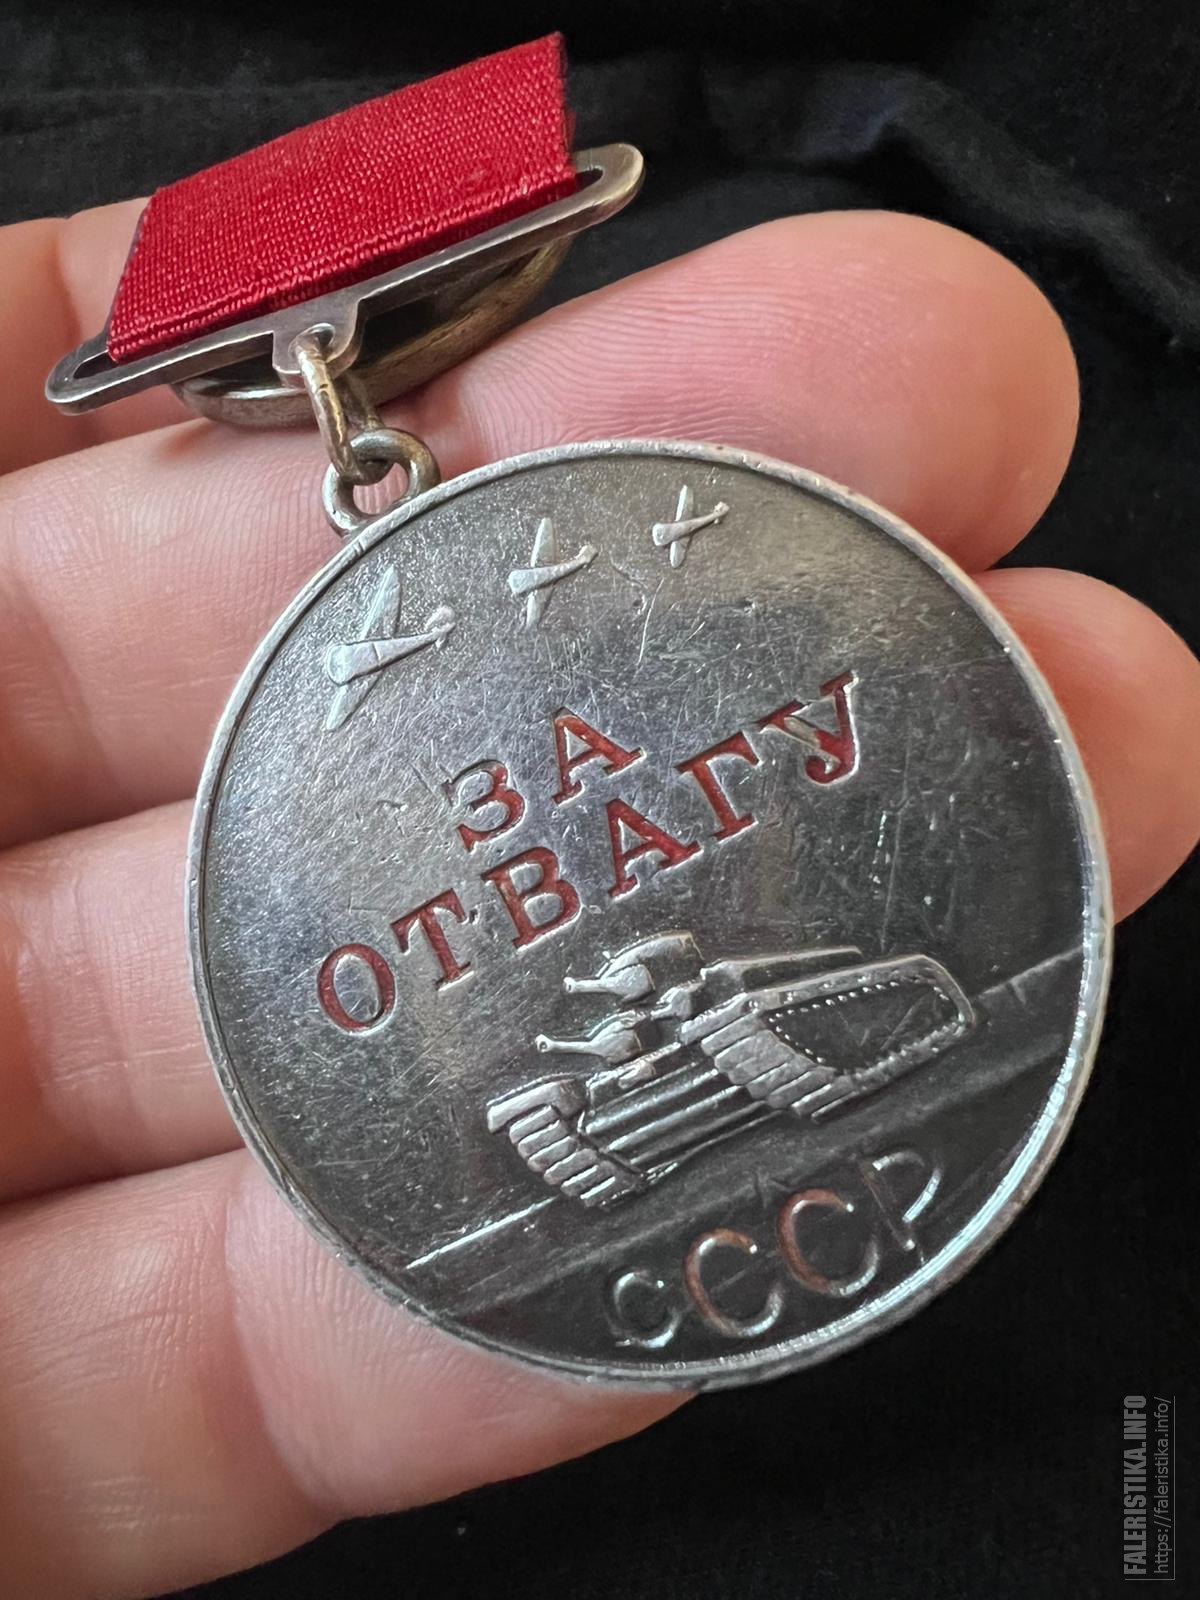 ЗА
ОТВАГУ
СССР
FALERISTIKA.INFO
https://faleristika.info/